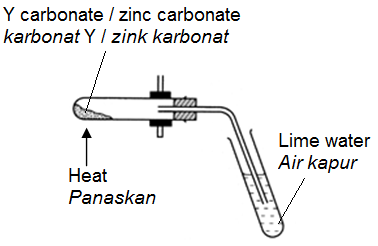 Y carbonate / zinc carbonate
karbonat Y / zink karbonat
Lime water
Air kapur
Heat
Panaskan